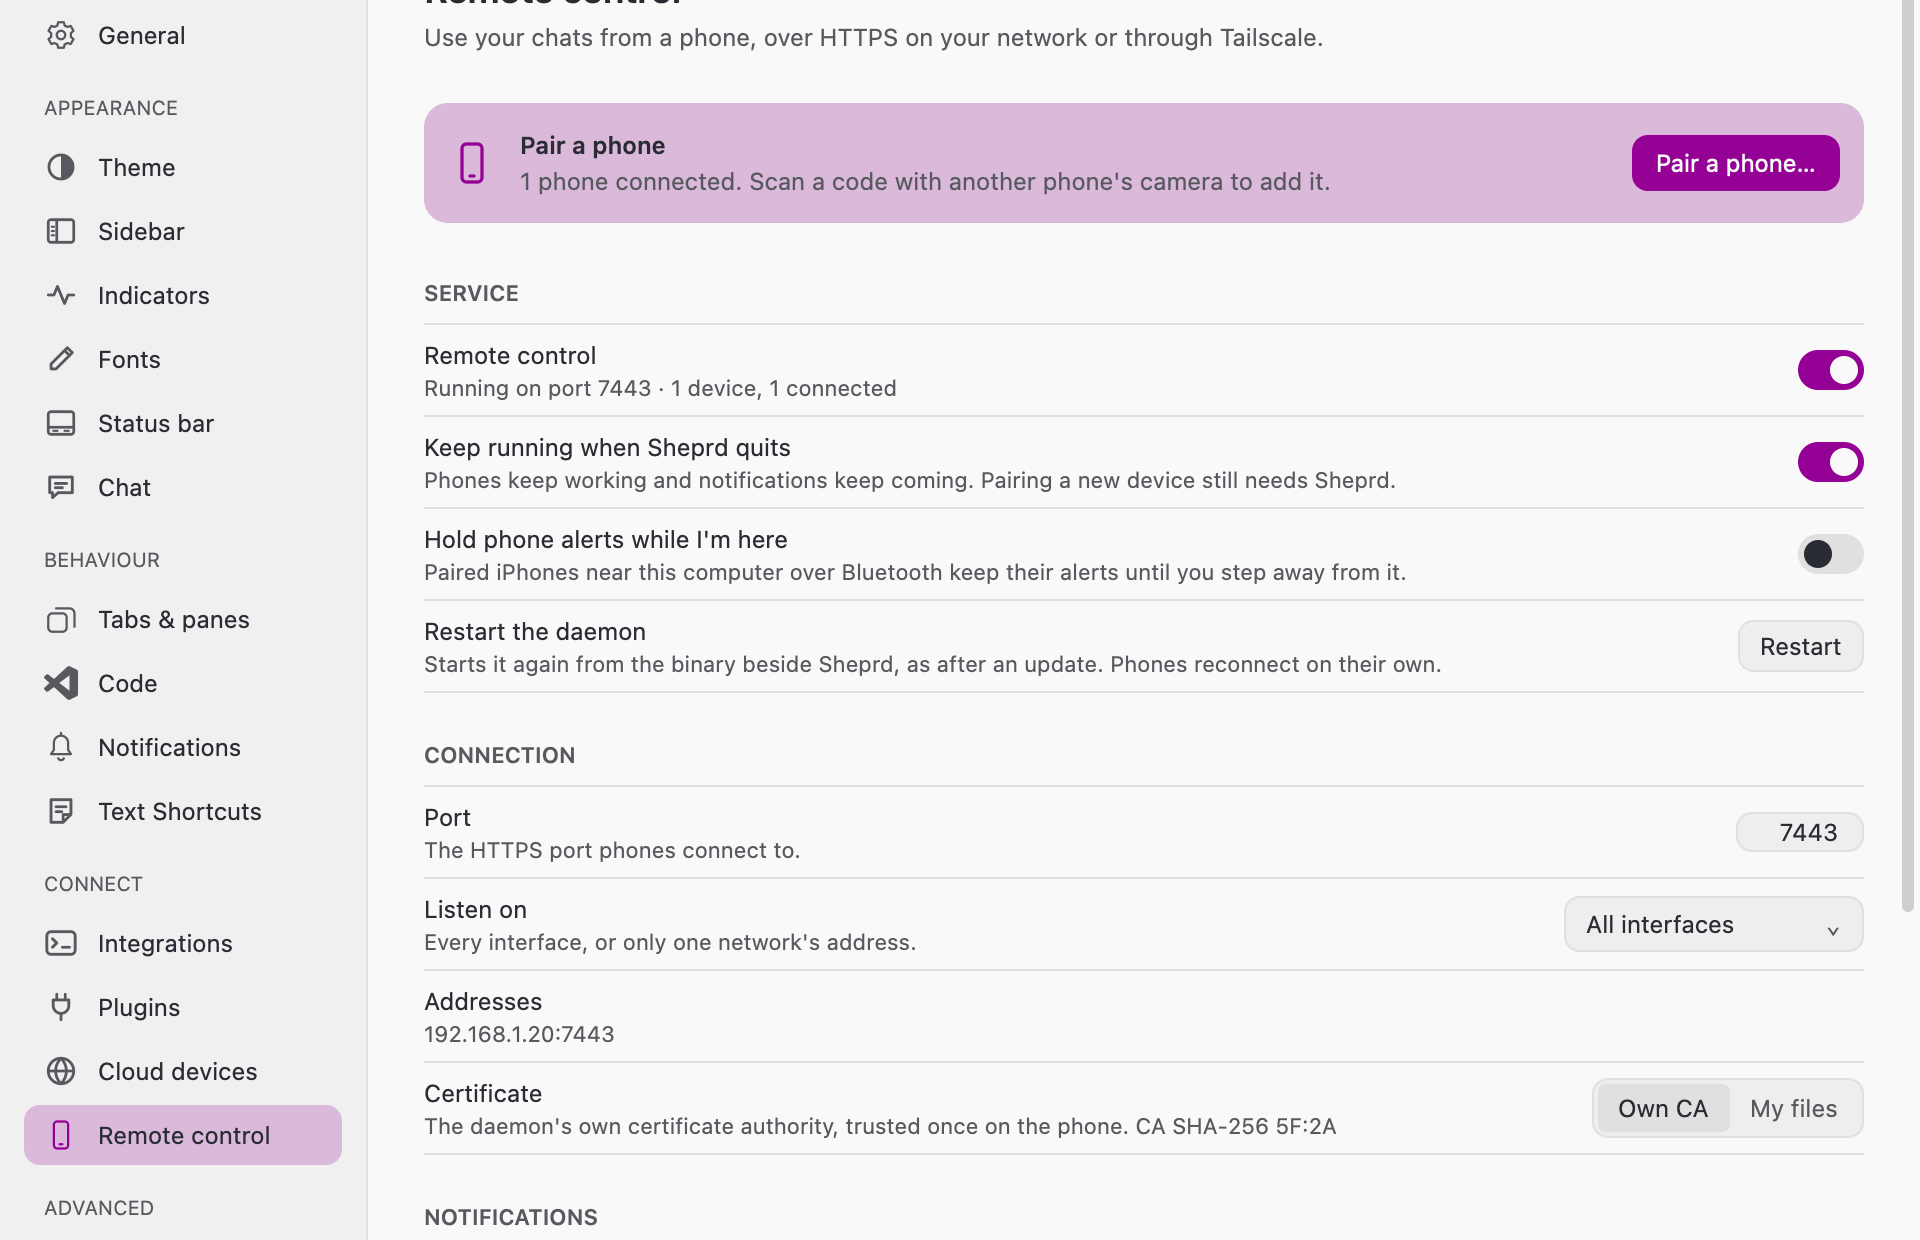 General
APPEARANCE
Theme
Sidebar
Indicators
Fonts
Status bar
Chat
BEHAVIOUR
Tabs & panes
Code
Notifications
Text Shortcuts
CONNECT
Integrations
Plugins
Cloud devices
Remote control
ADVANCED
Remote control
Use your chats from a phone, over HTTPS on your network or through Tailscale.
Pair a phone
1 phone connected. Scan a code with another phone's camera to add it.
Pair a phone...
SERVICE
Remote control
Running on port 7443 · 1 device, 1 connected
Keep running when Sheprd quits
Phones keep working and notifications keep coming. Pairing a new device still needs Sheprd.
Hold phone alerts while I'm here
Paired iPhones near this computer over Bluetooth keep their alerts until you step away from it.
Restart the daemon
Starts it again from the binary beside Sheprd, as after an update. Phones reconnect on their own.
Restart
CONNECTION
Port
The HTTPS port phones connect to.
7443
Listen on
Every interface, or only one network's address.
All interfaces
Addresses
192.168.1.20:7443
Certificate
The daemon's own certificate authority, trusted once on the phone. CA SHA-256 5F:2A
Own CA
My files
NOTIFICATIONS